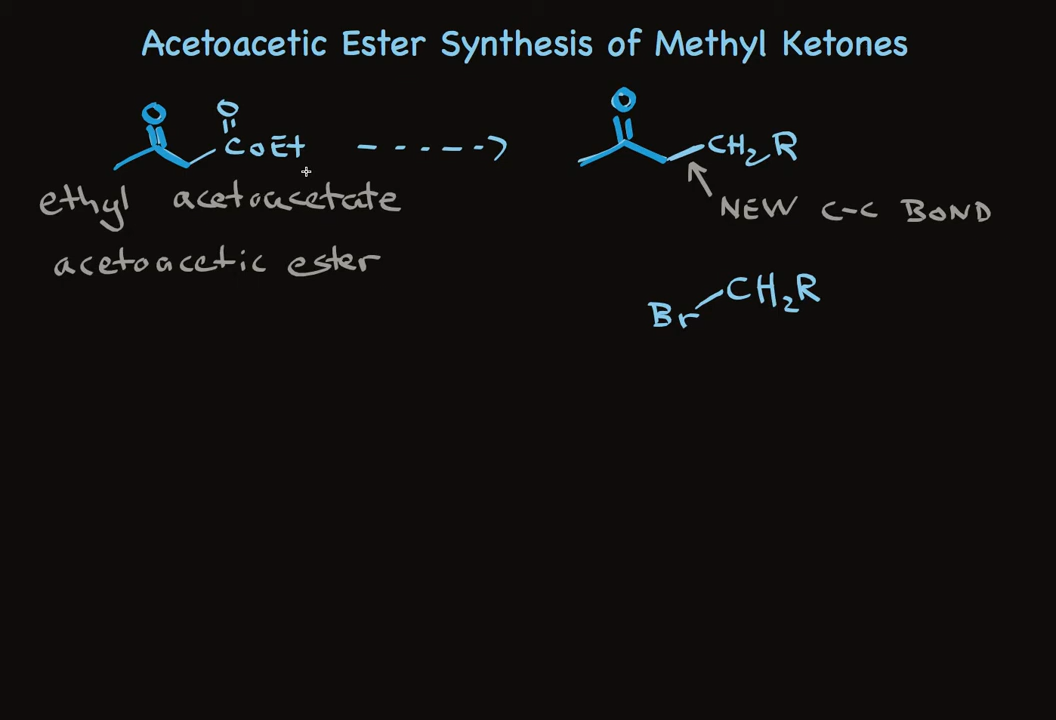 Acetoacetic Ester Synthesis of Methyl Ketones
O
O
O
COEt
CH2R
ethyl acetoacetate
NEW C-C BOND
acetoacetic ester
Br CH2R